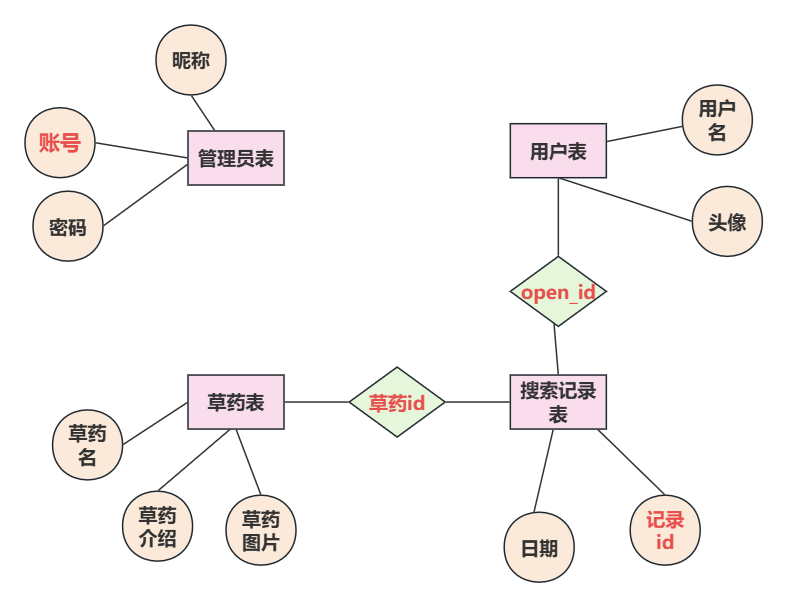 昵称
账号
管理员表
密码
用户表
用户
名
头像
open_id
草药表
草药id
搜索记录
表
草药
名
草药
介绍
草药
图片
日期
记录
id